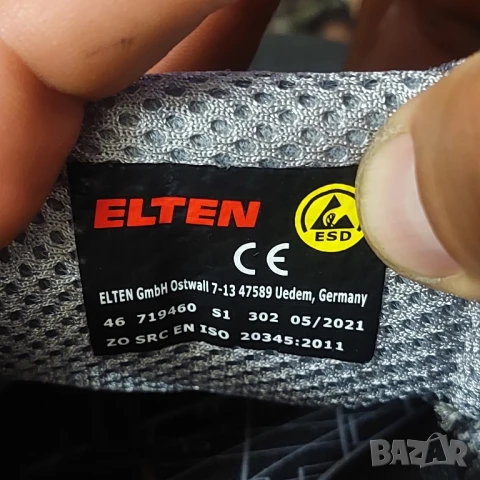 ELTEN
ESD
CE
ELTEN GmbH Ostwall 7-13 47589 Uedem, Germany
46 719460 S1 302 05/2021
ZO SRC EN ISO 20345:2011
BAZAR